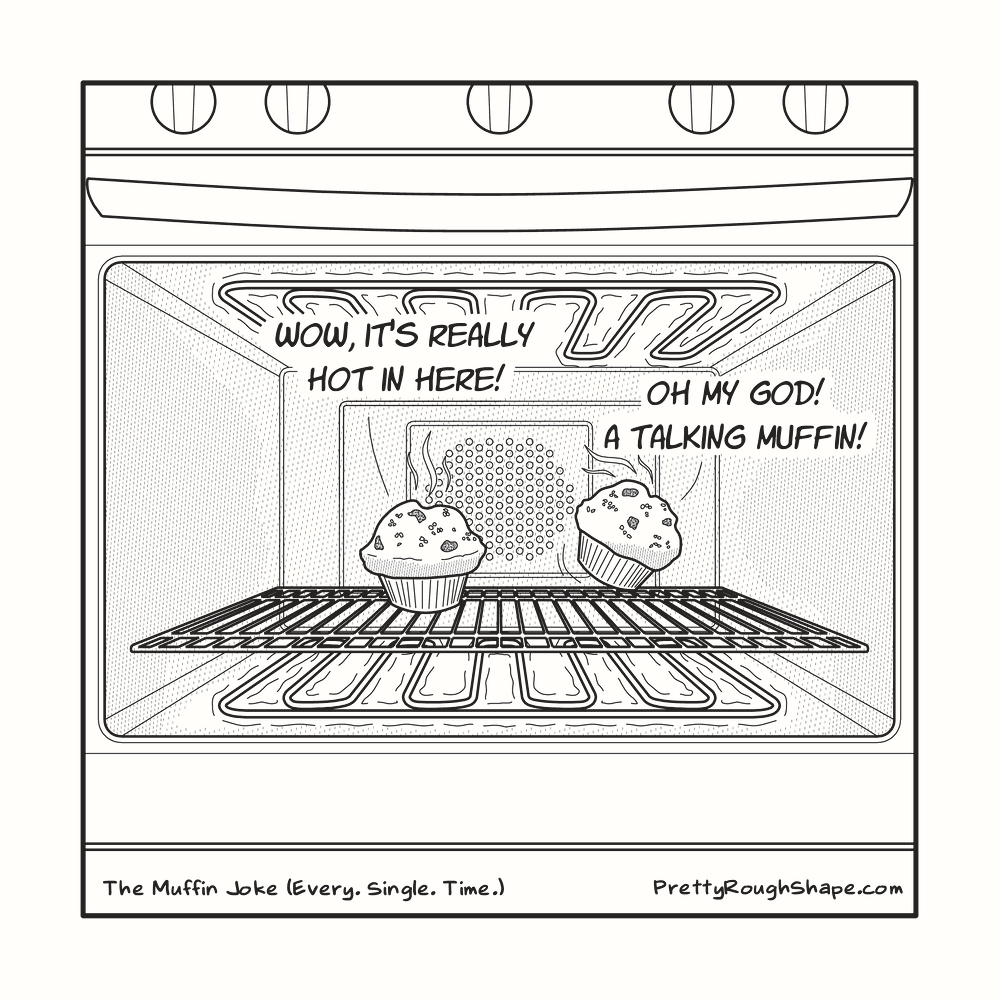 WOW, IT'S REALLY
HOT IN HERE!
OH MY GOD!
A TALKING MUFFIN!
The Muffin Joke (Every. Single. Time.)
PrettyRoughShape.com